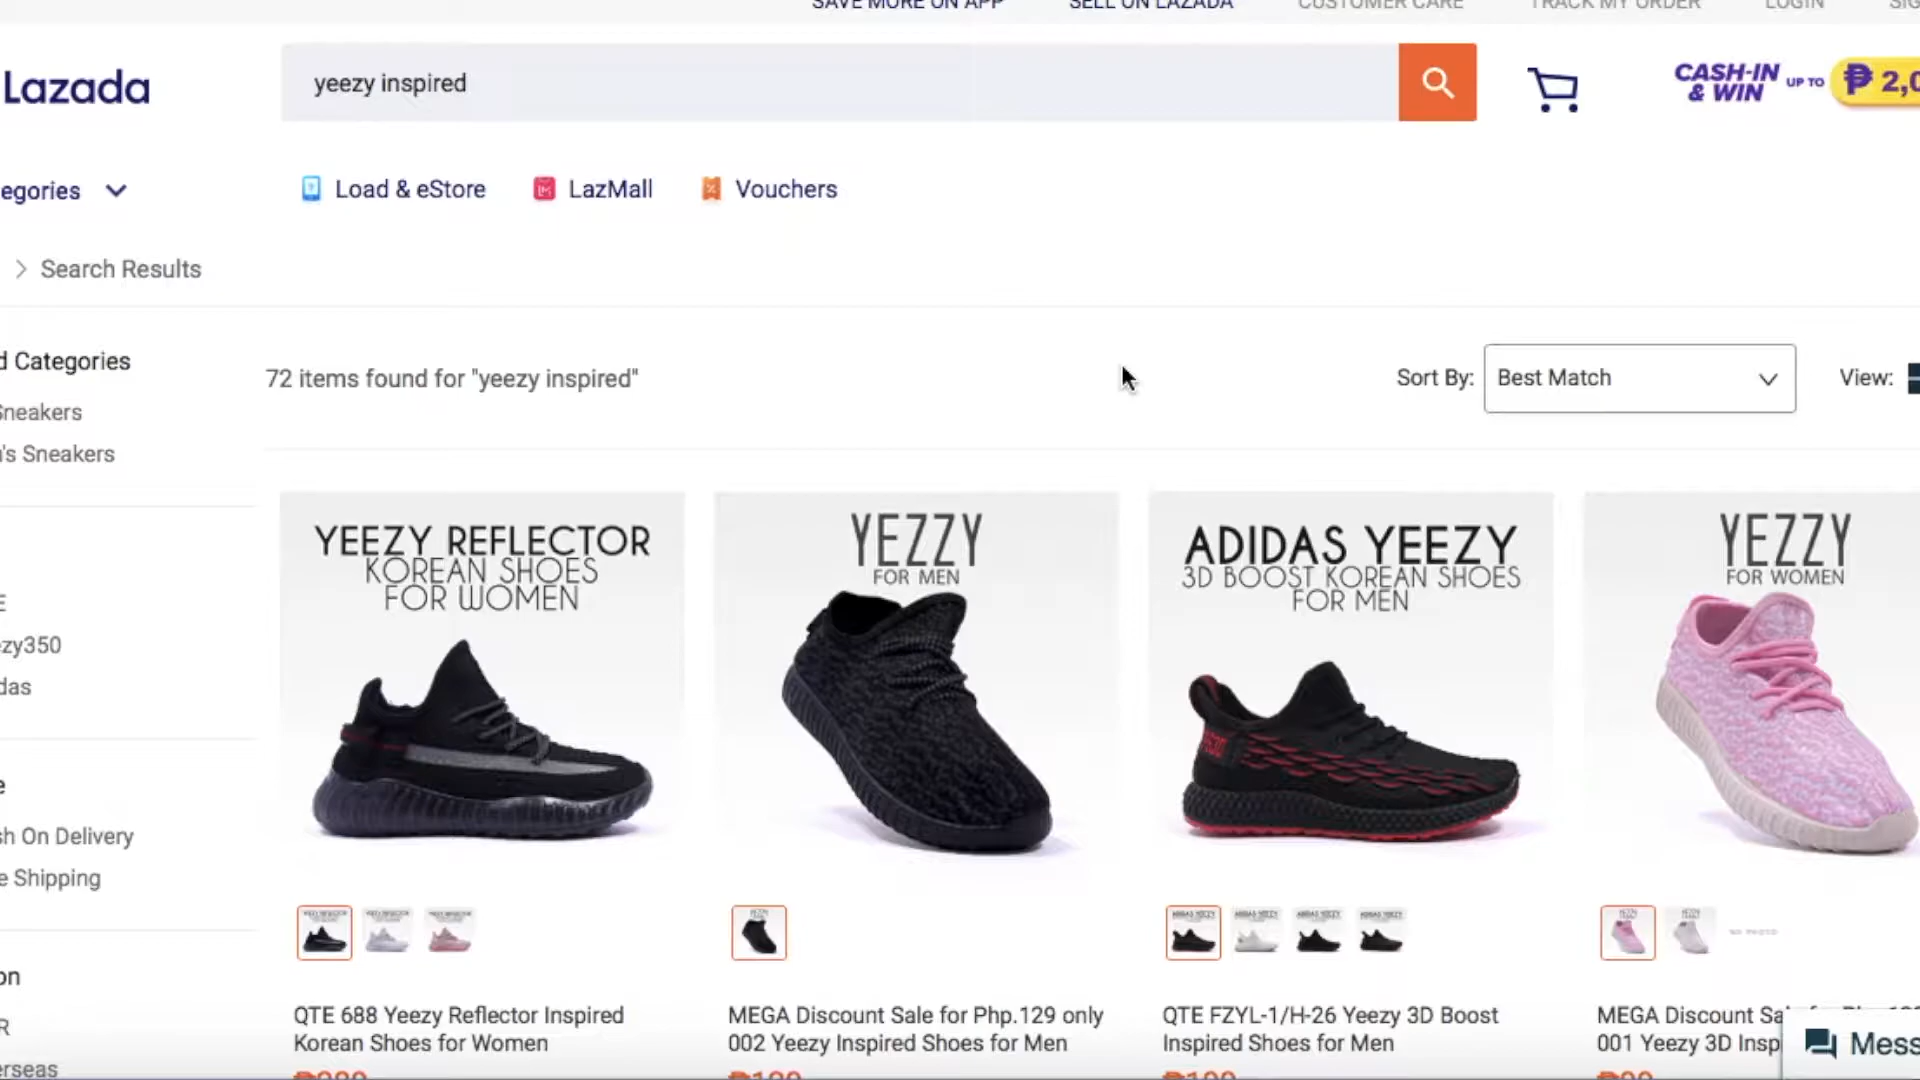 SAVE MORE ON APP SELL ON LAZADA CUSTOMER CARE TRACK MY ORDER LOGIN
Lazada yeezy inspired CASH-IN & WIN UP TO ₱ 2,0
egories Load & eStore LazMall Vouchers
> Search Results
d Categories
Sneakers
's Sneakers
72 items found for "yeezy inspired" Sort By: Best Match View:
zy350
das
sh On Delivery
e Shipping
on
R
erseas
YEEZY REFLECTOR
KOREAN SHOES
FOR WOMEN
YEZZY
FOR MEN
ADIDAS YEEZY
3D BOOST KOREAN SHOES
FOR MEN
YEZZY
FOR WOMEN
QTE 688 Yeezy Reflector Inspired
Korean Shoes for Women
MEGA Discount Sale for Php.129 only
002 Yeezy Inspired Shoes for Men
QTE FZYL-1/H-26 Yeezy 3D Boost
Inspired Shoes for Men
MEGA Discount
001 Yeezy 3D Insp
Mess